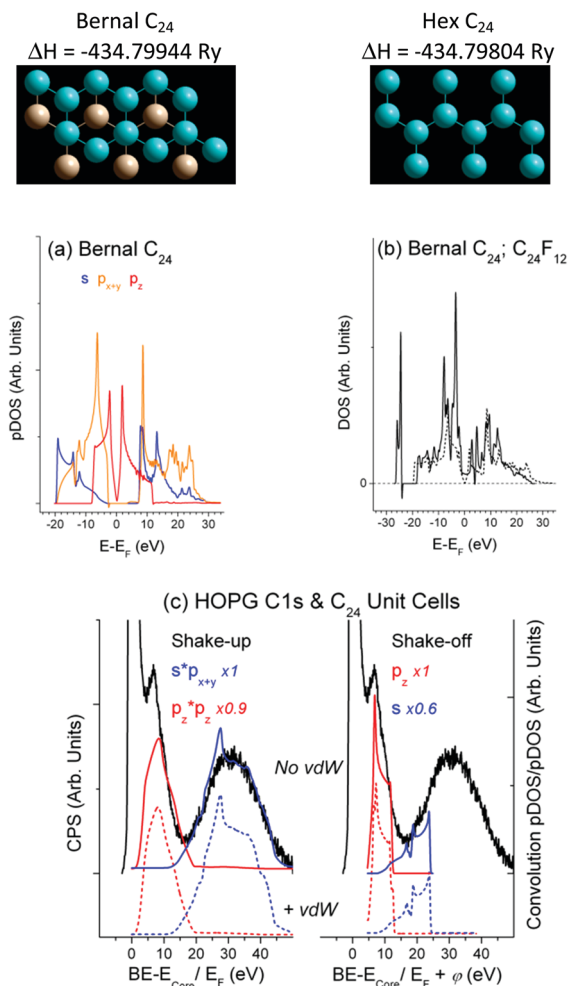 Bernal C24
ΔH = -434.79944 Ry
Hex C24
ΔH = -434.79804 Ry
(a) Bernal C24
s px+y pz
pDOS (Arb. Units)
-20 -10 0 10 20 30
E-EF (eV)
(b) Bernal C24; C24F12
DOS (Arb. Units)
0
-30 -20 -10 0 10 20 30
E-EF (eV)
(c) HOPG C1s & C24 Unit Cells
CPS (Arb. Units)
Shake-up
s*px+y x1
pz*pz x0.9
No vdW
+ vdW
0 10 20 30 40
BE-ECore/ EF (eV)
Shake-off
pz x1
s x0.6
0 10 20 30 40
BE-ECore/ EF + φ (eV)
Convolution pDOS/pDOS (Arb. Units)